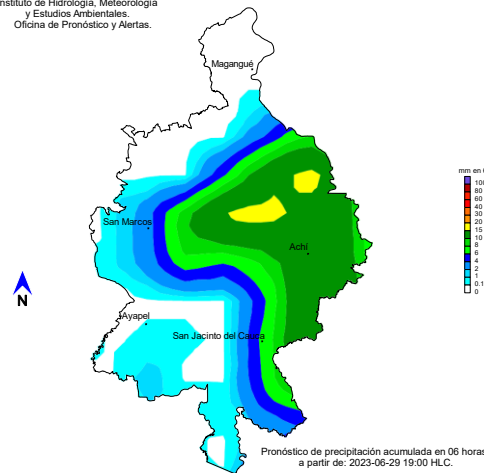 Instituto de Hidrología, Meteorología
y Estudios Ambientales.
Oficina de Pronóstico y Alertas.
Magangué
San Marcos
Achí
Ayapel
San Jacinto del Cauca
N
mm en 6
100
80
60
40
30
20
15
10
8
6
4
2
1
0.1
0
Pronóstico de precipitación acumulada en 06 horas
a partir de: 2023-06-29 19:00 HLC.